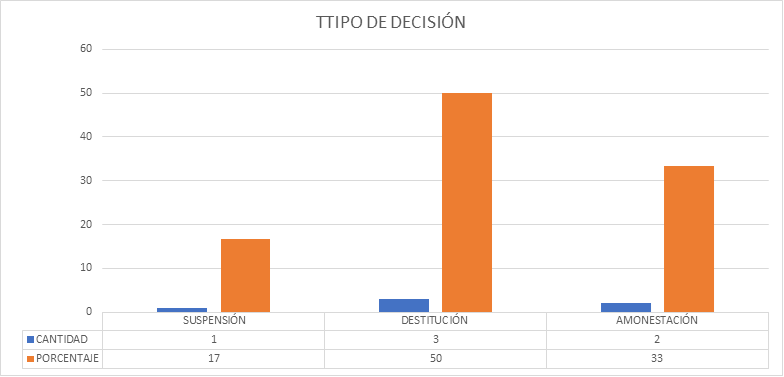 TTIPO DE DECISIÓN
60
50
40
30
20
10
0
SUSPENSIÓN DESTITUCIÓN AMONESTACIÓN
CANTIDAD 1 3 2
PORCENTAJE 17 50 33